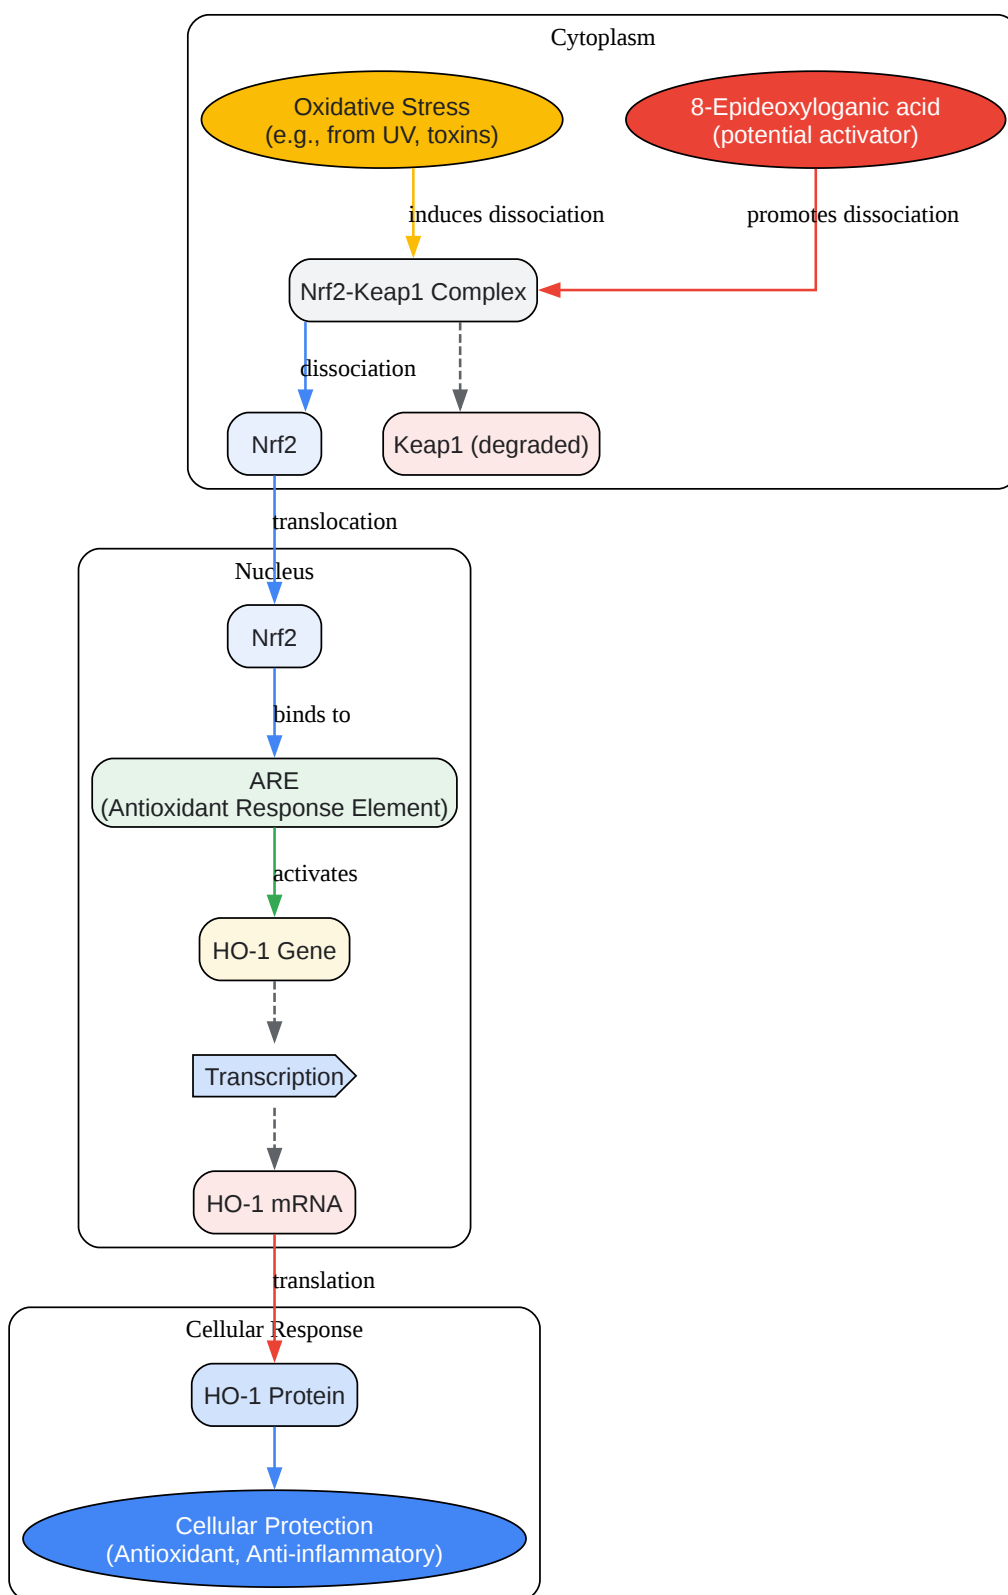 Cytoplasm
Oxidative Stress
(e.g., from UV, toxins)
8-Epideoxyloganic acid
(potential activator)
induces dissociation
promotes dissociation
Nrf2-Keap1 Complex
dissociation
Nrf2
Keap1 (degraded)
translocation
Nucleus
Nrf2
binds to
ARE
(Antioxidant Response Element)
activates
HO-1 Gene
Transcription
HO-1 mRNA
translation
Cellular Response
HO-1 Protein
Cellular Protection
(Antioxidant, Anti-inflammatory)